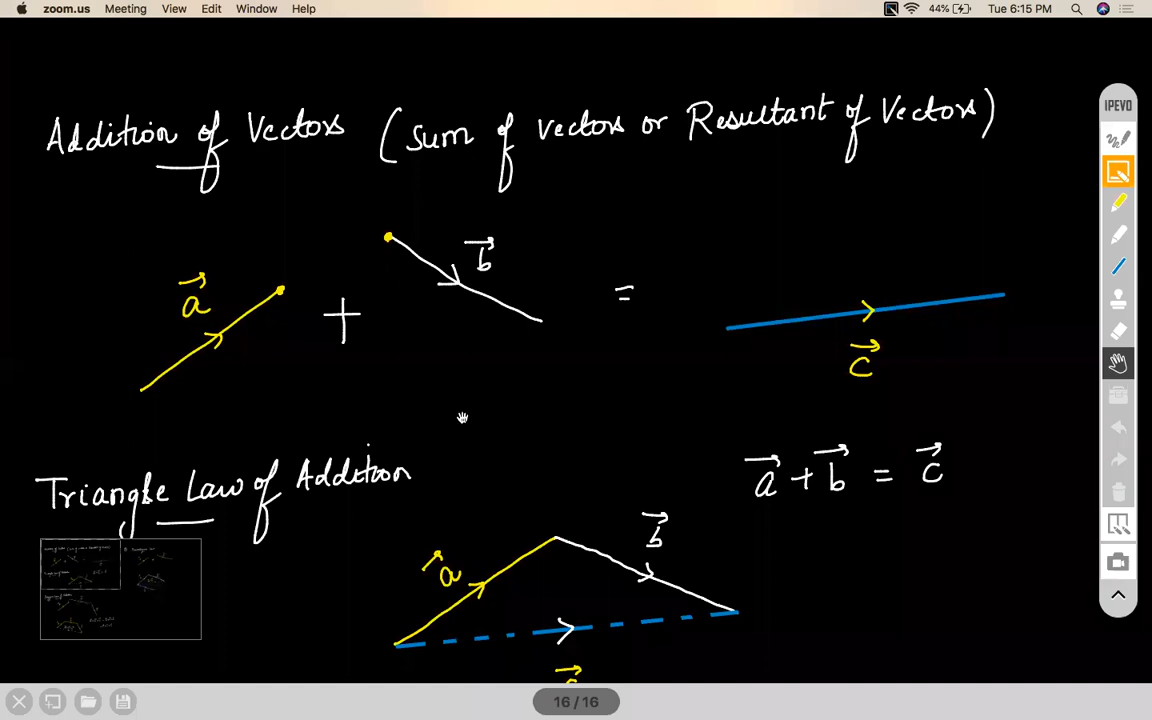 zoom.us Meeting View Window Help 44% Tue 6:15 PM
IPEVO
Addition of Vectors (Sum of vectors or Resultant of Vectors)
a⃗ + b⃗ = c⃗
Triangle Law of Addition
a⃗ + b⃗ = c⃗
a⃗ b⃗
c⃗
16 / 16